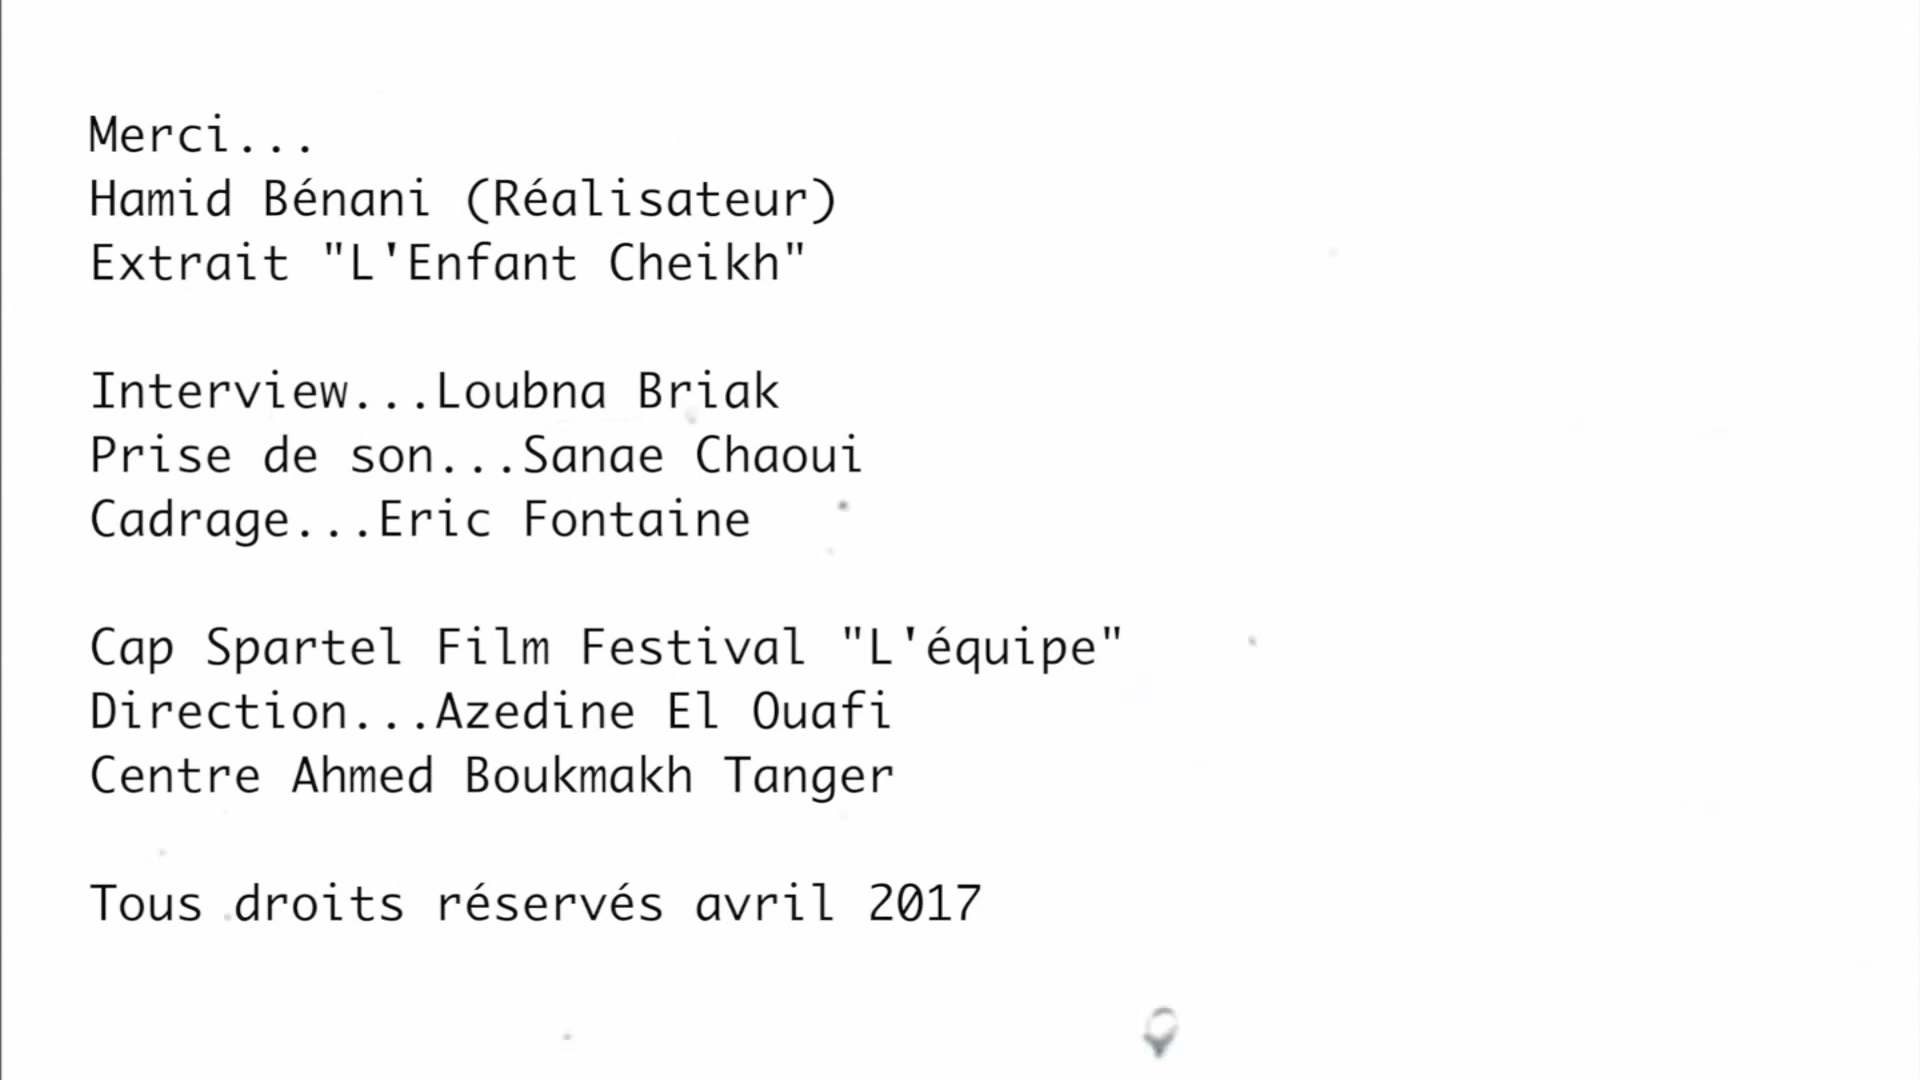 Merci...
Hamid Bénani (Réalisateur)
Extrait "L'Enfant Cheikh"
Interview...Loubna Briak
Prise de son...Sanae Chaoui
Cadrage...Eric Fontaine
Cap Spartel Film Festival "L'équipe"
Direction...Azedine El Ouafi
Centre Ahmed Boukmakh Tanger
Tous droits réservés avril 2017